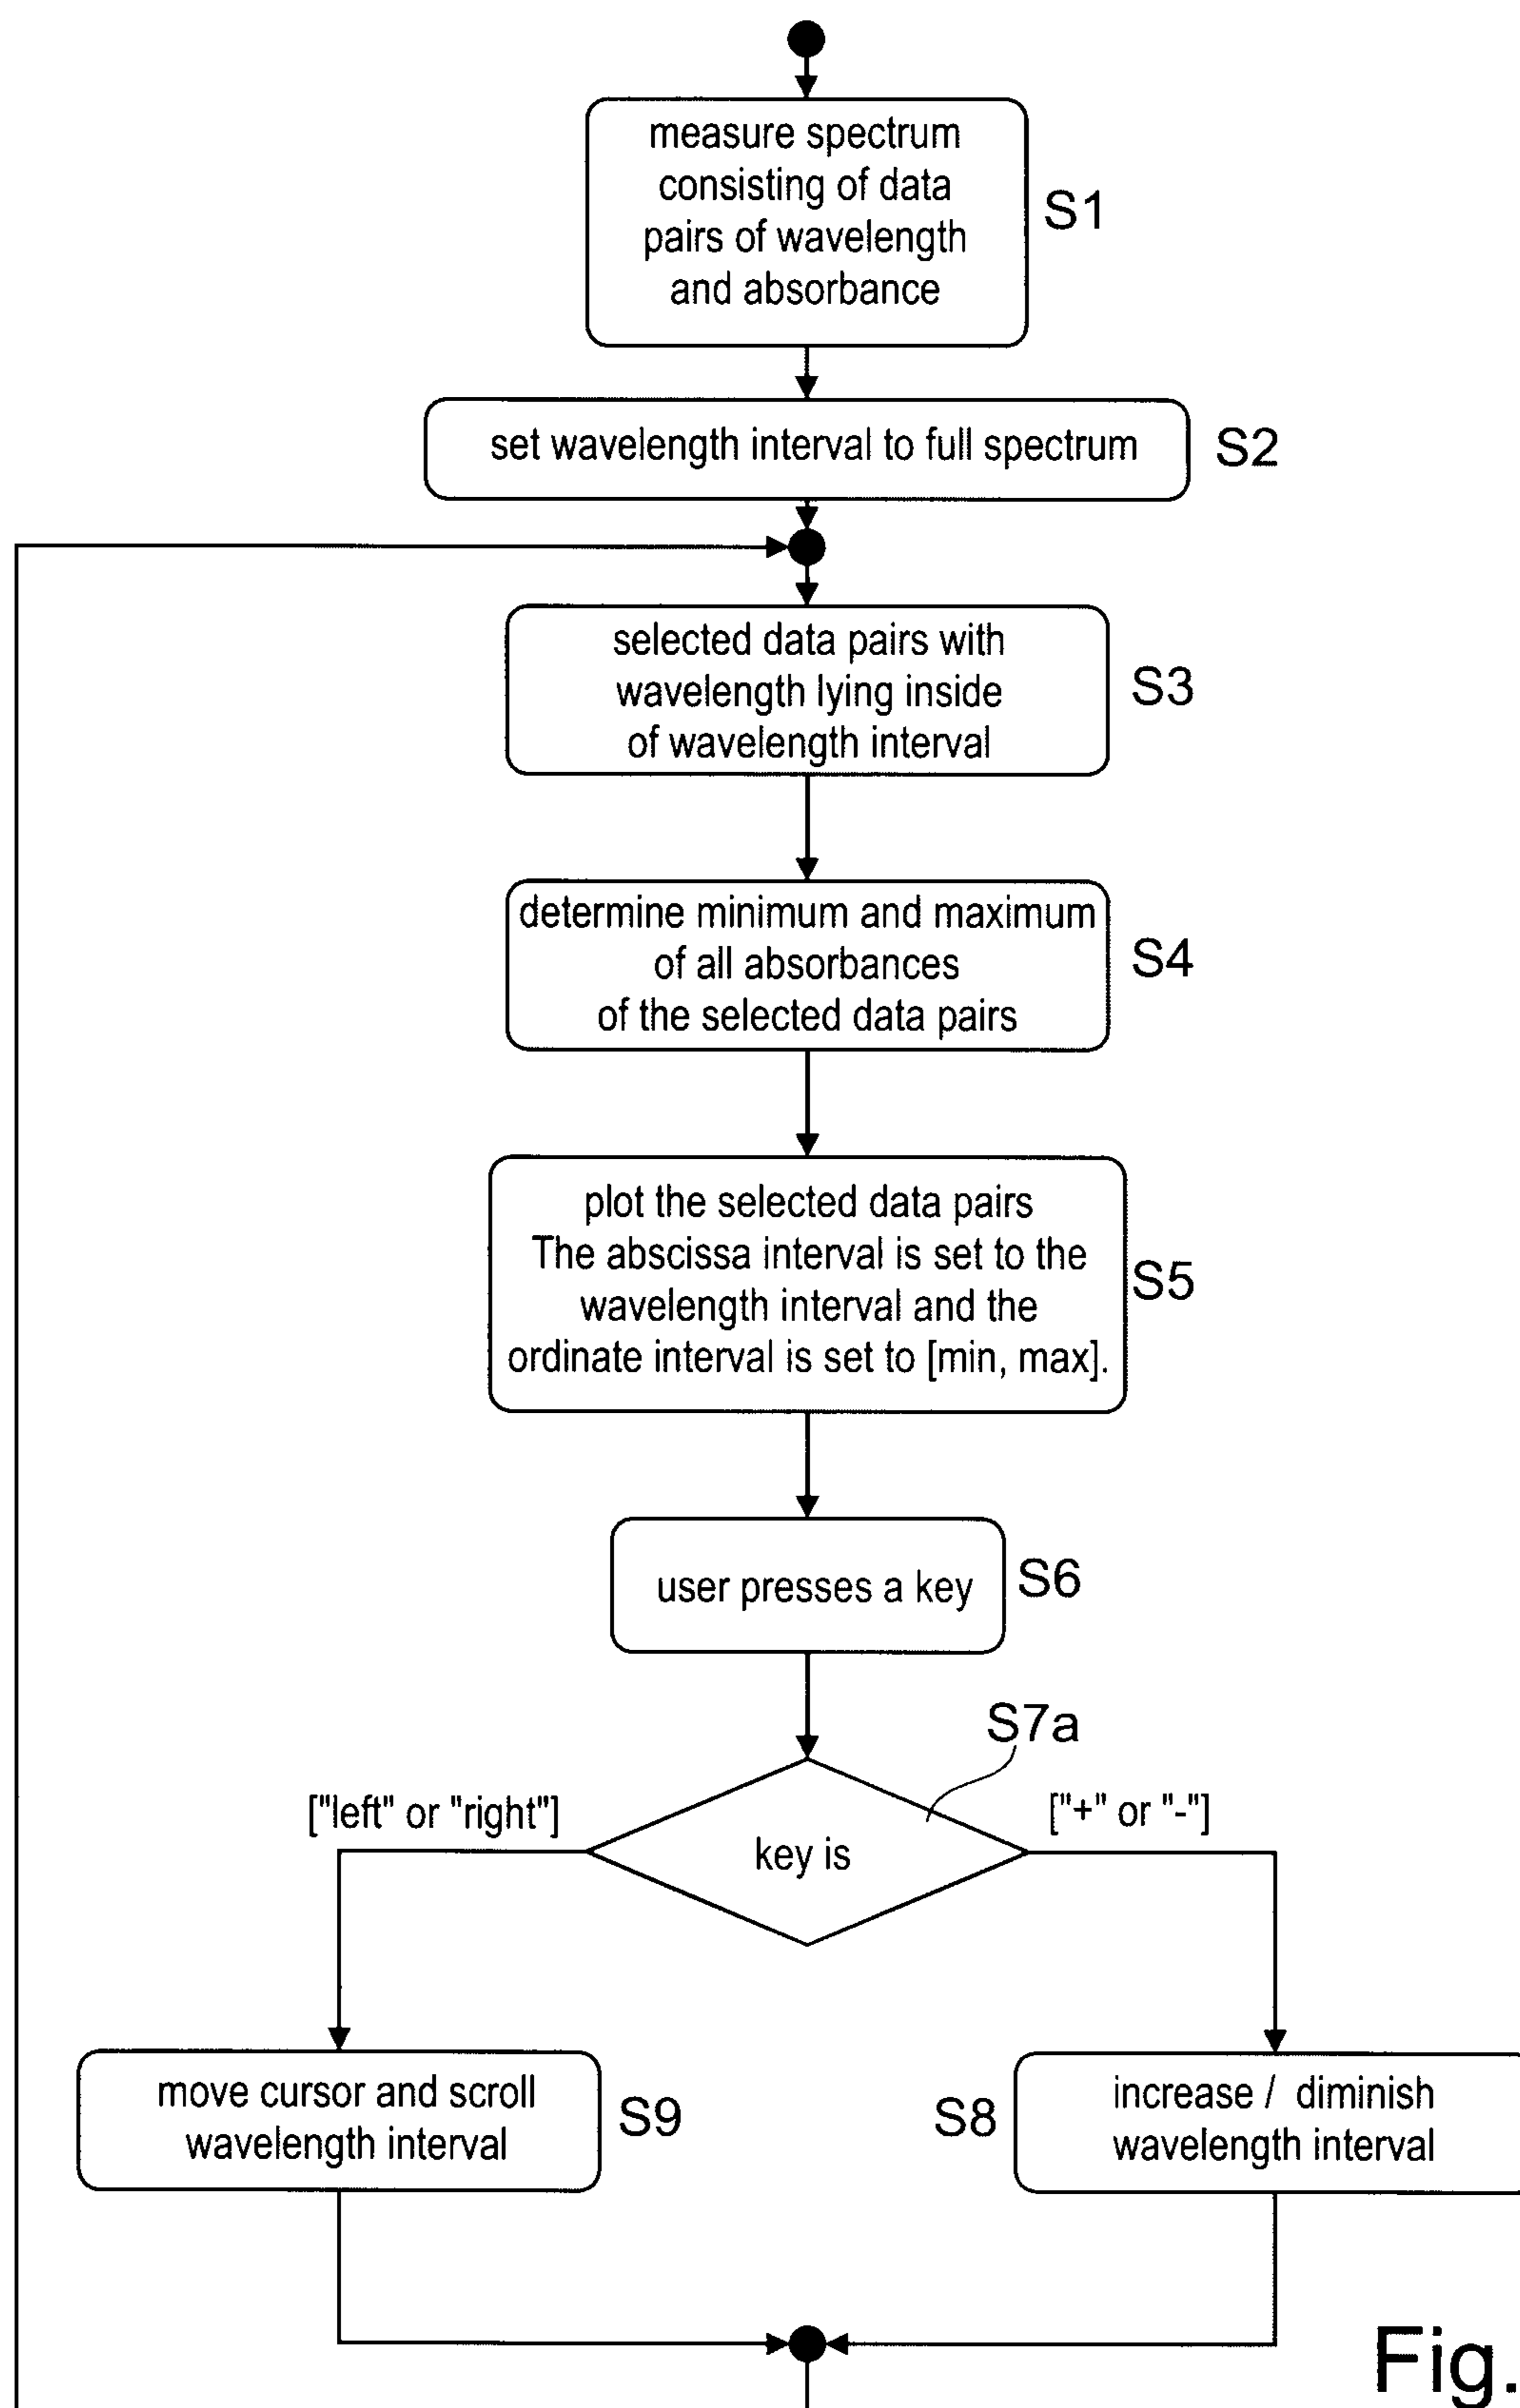 measure spectrum
consisting of data
pairs of wavelength
and absorbance
S1
set wavelength interval to full spectrum
S2
selected data pairs with
wavelength lying inside
of wavelength interval
S3
determine minimum and maximum
of all absorbances
of the selected data pairs
S4
plot the selected data pairs
The abscissa interval is set to the
wavelength interval and the
ordinate interval is set to [min, max].
S5
user presses a key
S6
S7a
["left" or "right"]
["+" or "-"]
key is
move cursor and scroll
wavelength interval
S9
S8
increase / diminish
wavelength interval
Fig.